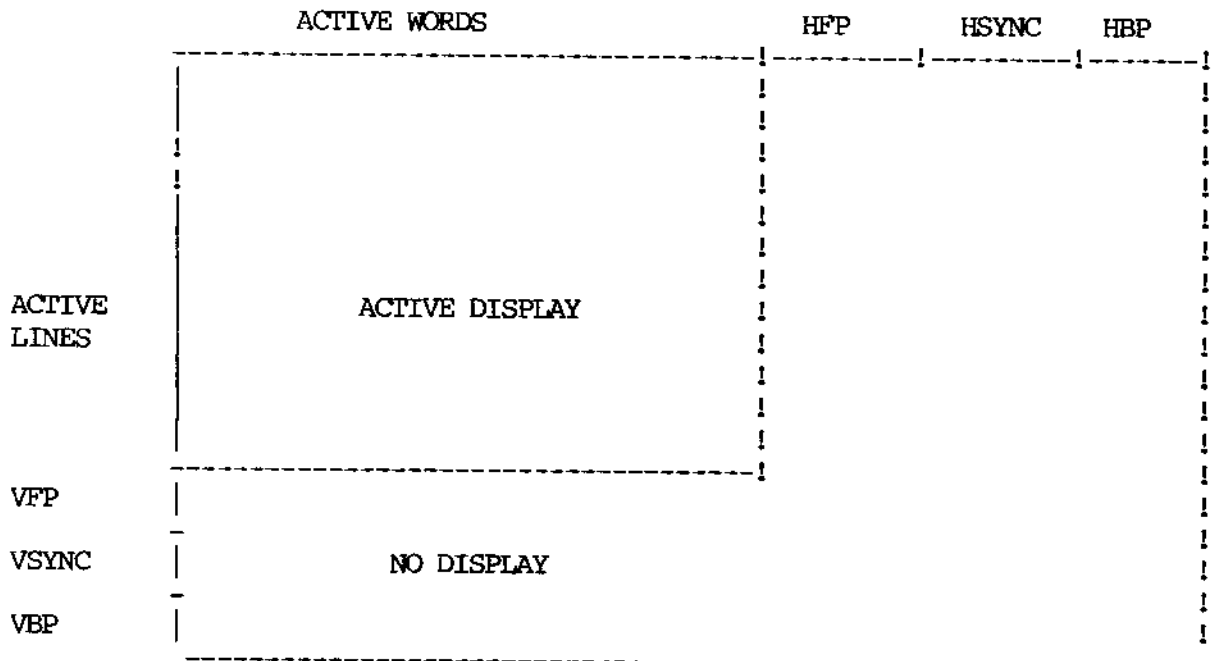 ACTIVE WORDS HFP HSYNC HBP
ACTIVE
LINES
ACTIVE DISPLAY
VFP
VSYNC
NO DISPLAY
VBP